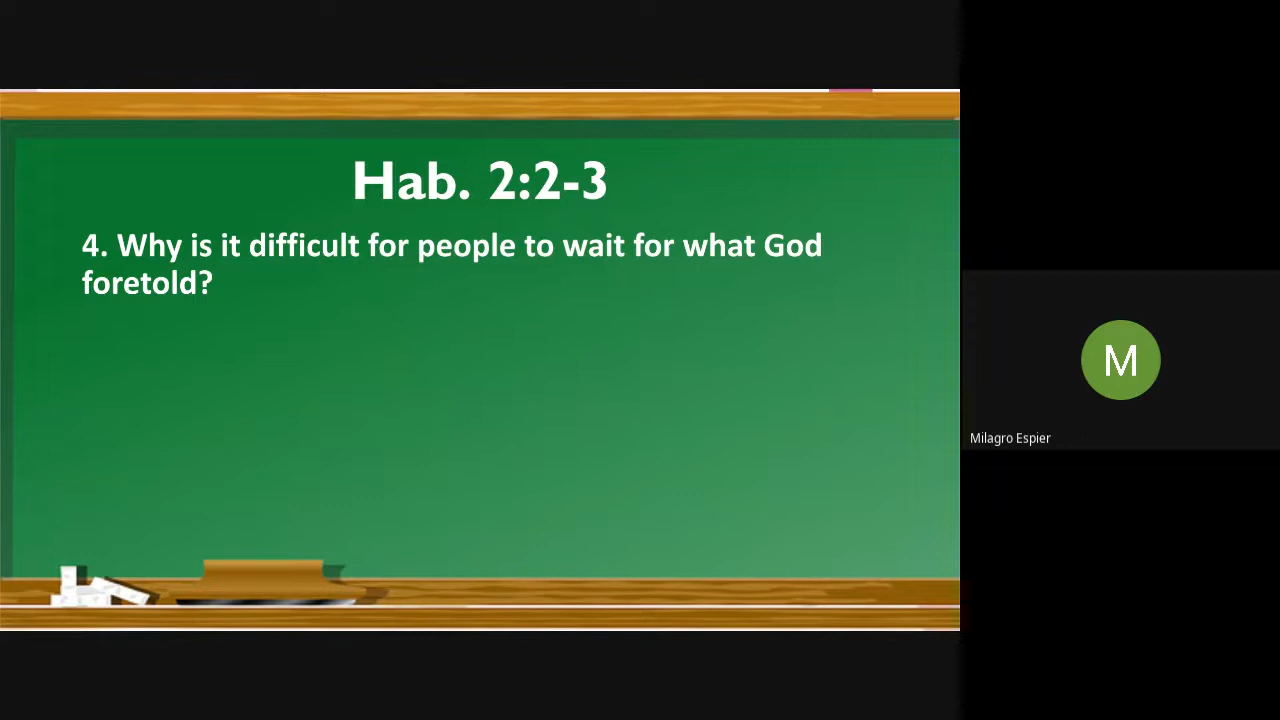 Hab. 2:2-3
4. Why is it difficult for people to wait for what God
foretold?
M
Milagro Espier